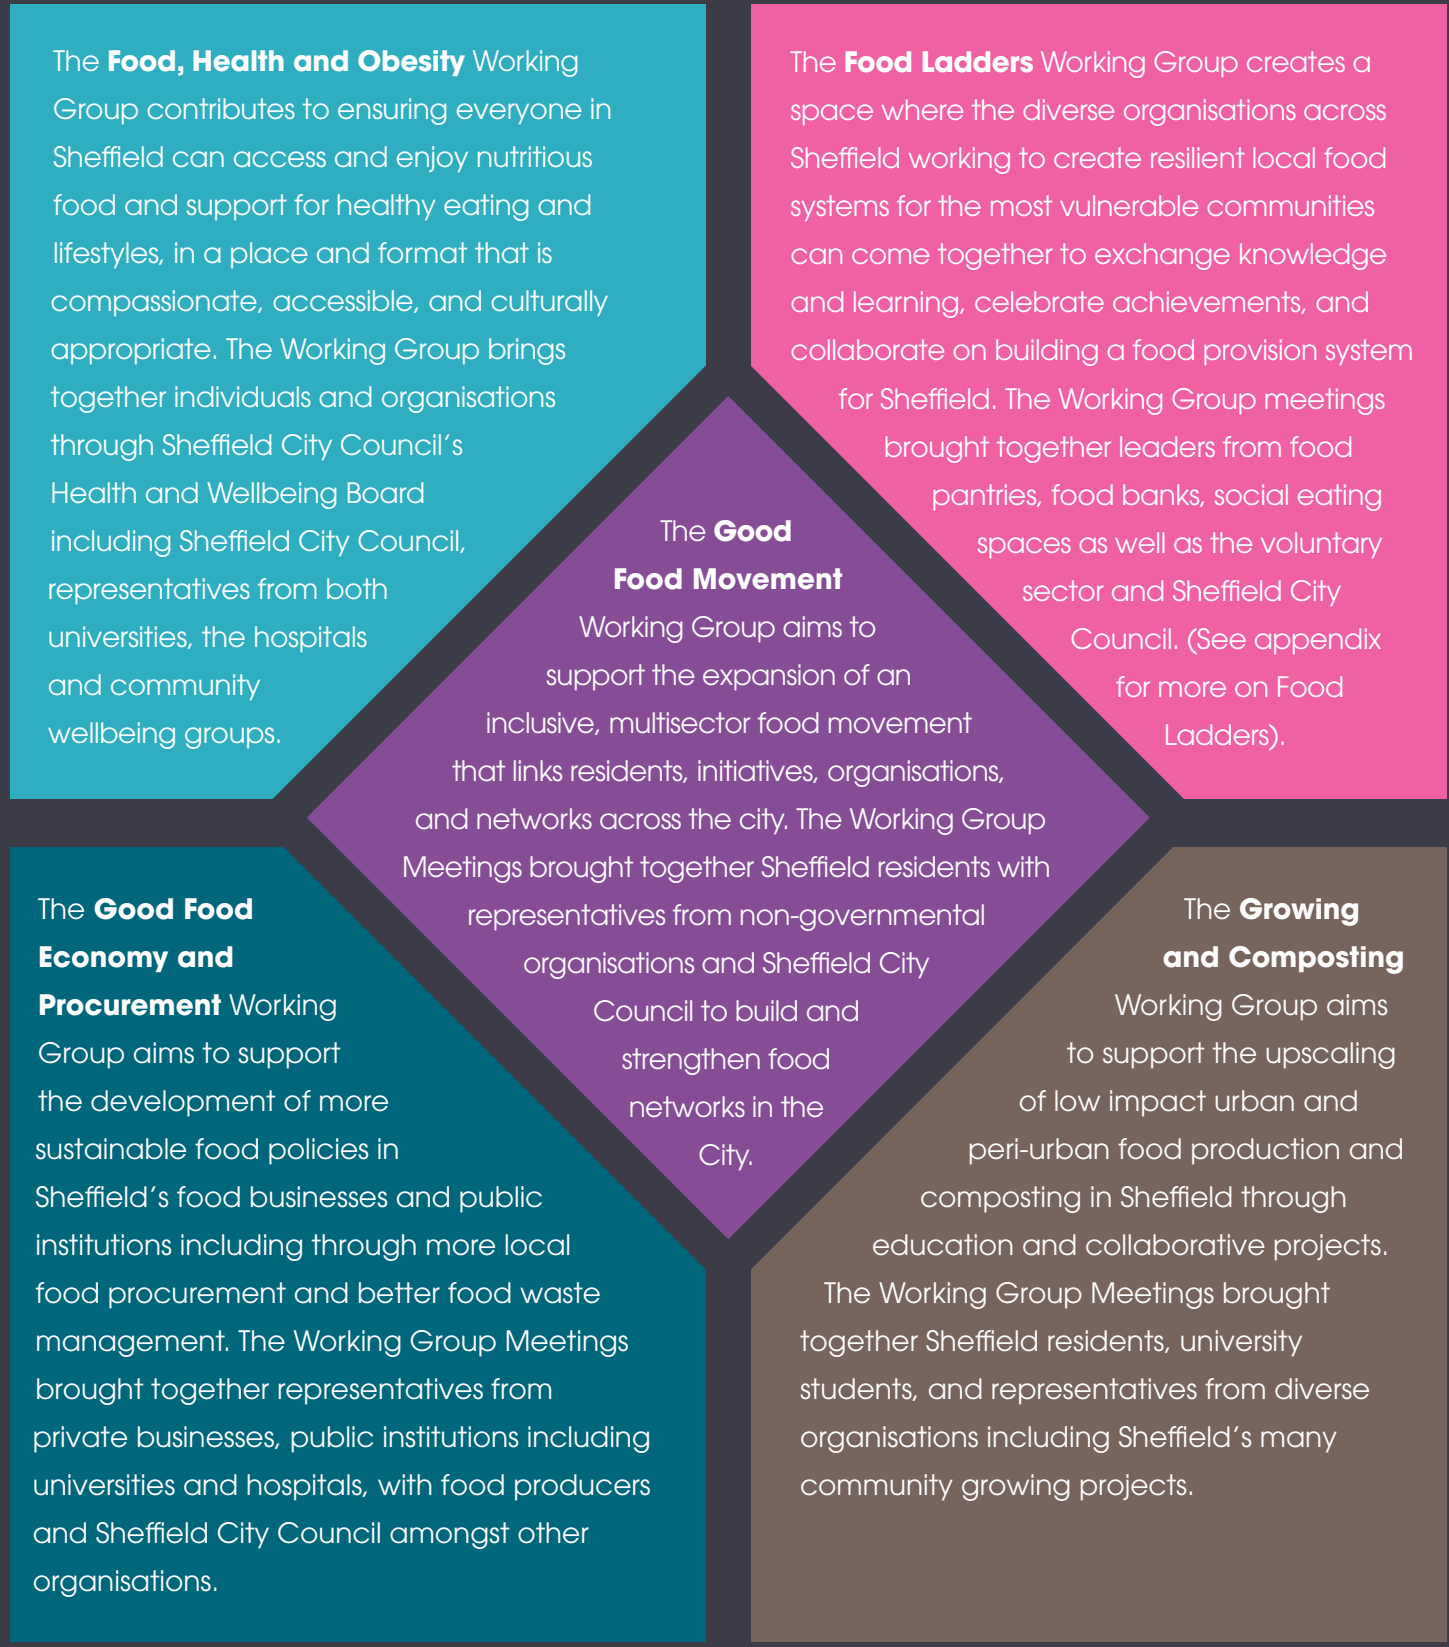 The Food, Health and Obesity Working
Group contributes to ensuring everyone in
Sheffield can access and enjoy nutritious
food and support for healthy eating and
lifestyles, in a place and format that is
compassionate, accessible, and culturally
appropriate. The Working Group brings
together individuals and organisations
through Sheffield City Council’s
Health and Wellbeing Board
including Sheffield City Council,
representatives from both
universities, the hospitals
and community
wellbeing groups.
The Food Ladders Working Group creates a
space where the diverse organisations across
Sheffield working to create resilient local food
systems for the most vulnerable communities
can come together to exchange knowledge
and learning, celebrate achievements, and
collaborate on building a food provision system
for Sheffield. The Working Group meetings
brought together leaders from food
pantries, food banks, social eating
spaces as well as the voluntary
sector and Sheffield City
Council. (See appendix
for more on Food
Ladders).
The Good
Food Movement
Working Group aims to
support the expansion of an
inclusive, multisector food movement
that links residents, initiatives, organisations,
and networks across the city. The Working Group
Meetings brought together Sheffield residents with
representatives from non-governmental
organisations and Sheffield City
Council to build and
strengthen food
networks in the
City.
The Good Food
Economy and
Procurement Working
Group aims to support
the development of more
sustainable food policies in
Sheffield’s food businesses and public
institutions including through more local
food procurement and better food waste
management. The Working Group Meetings
brought together representatives from
private businesses, public institutions including
universities and hospitals, with food producers
and Sheffield City Council amongst other
organisations.
The Growing
and Composting
Working Group aims
to support the upscaling
of low impact urban and
peri-urban food production and
composting in Sheffield through
education and collaborative projects.
The Working Group Meetings brought
together Sheffield residents, university
students, and representatives from diverse
organisations including Sheffield’s many
community growing projects.